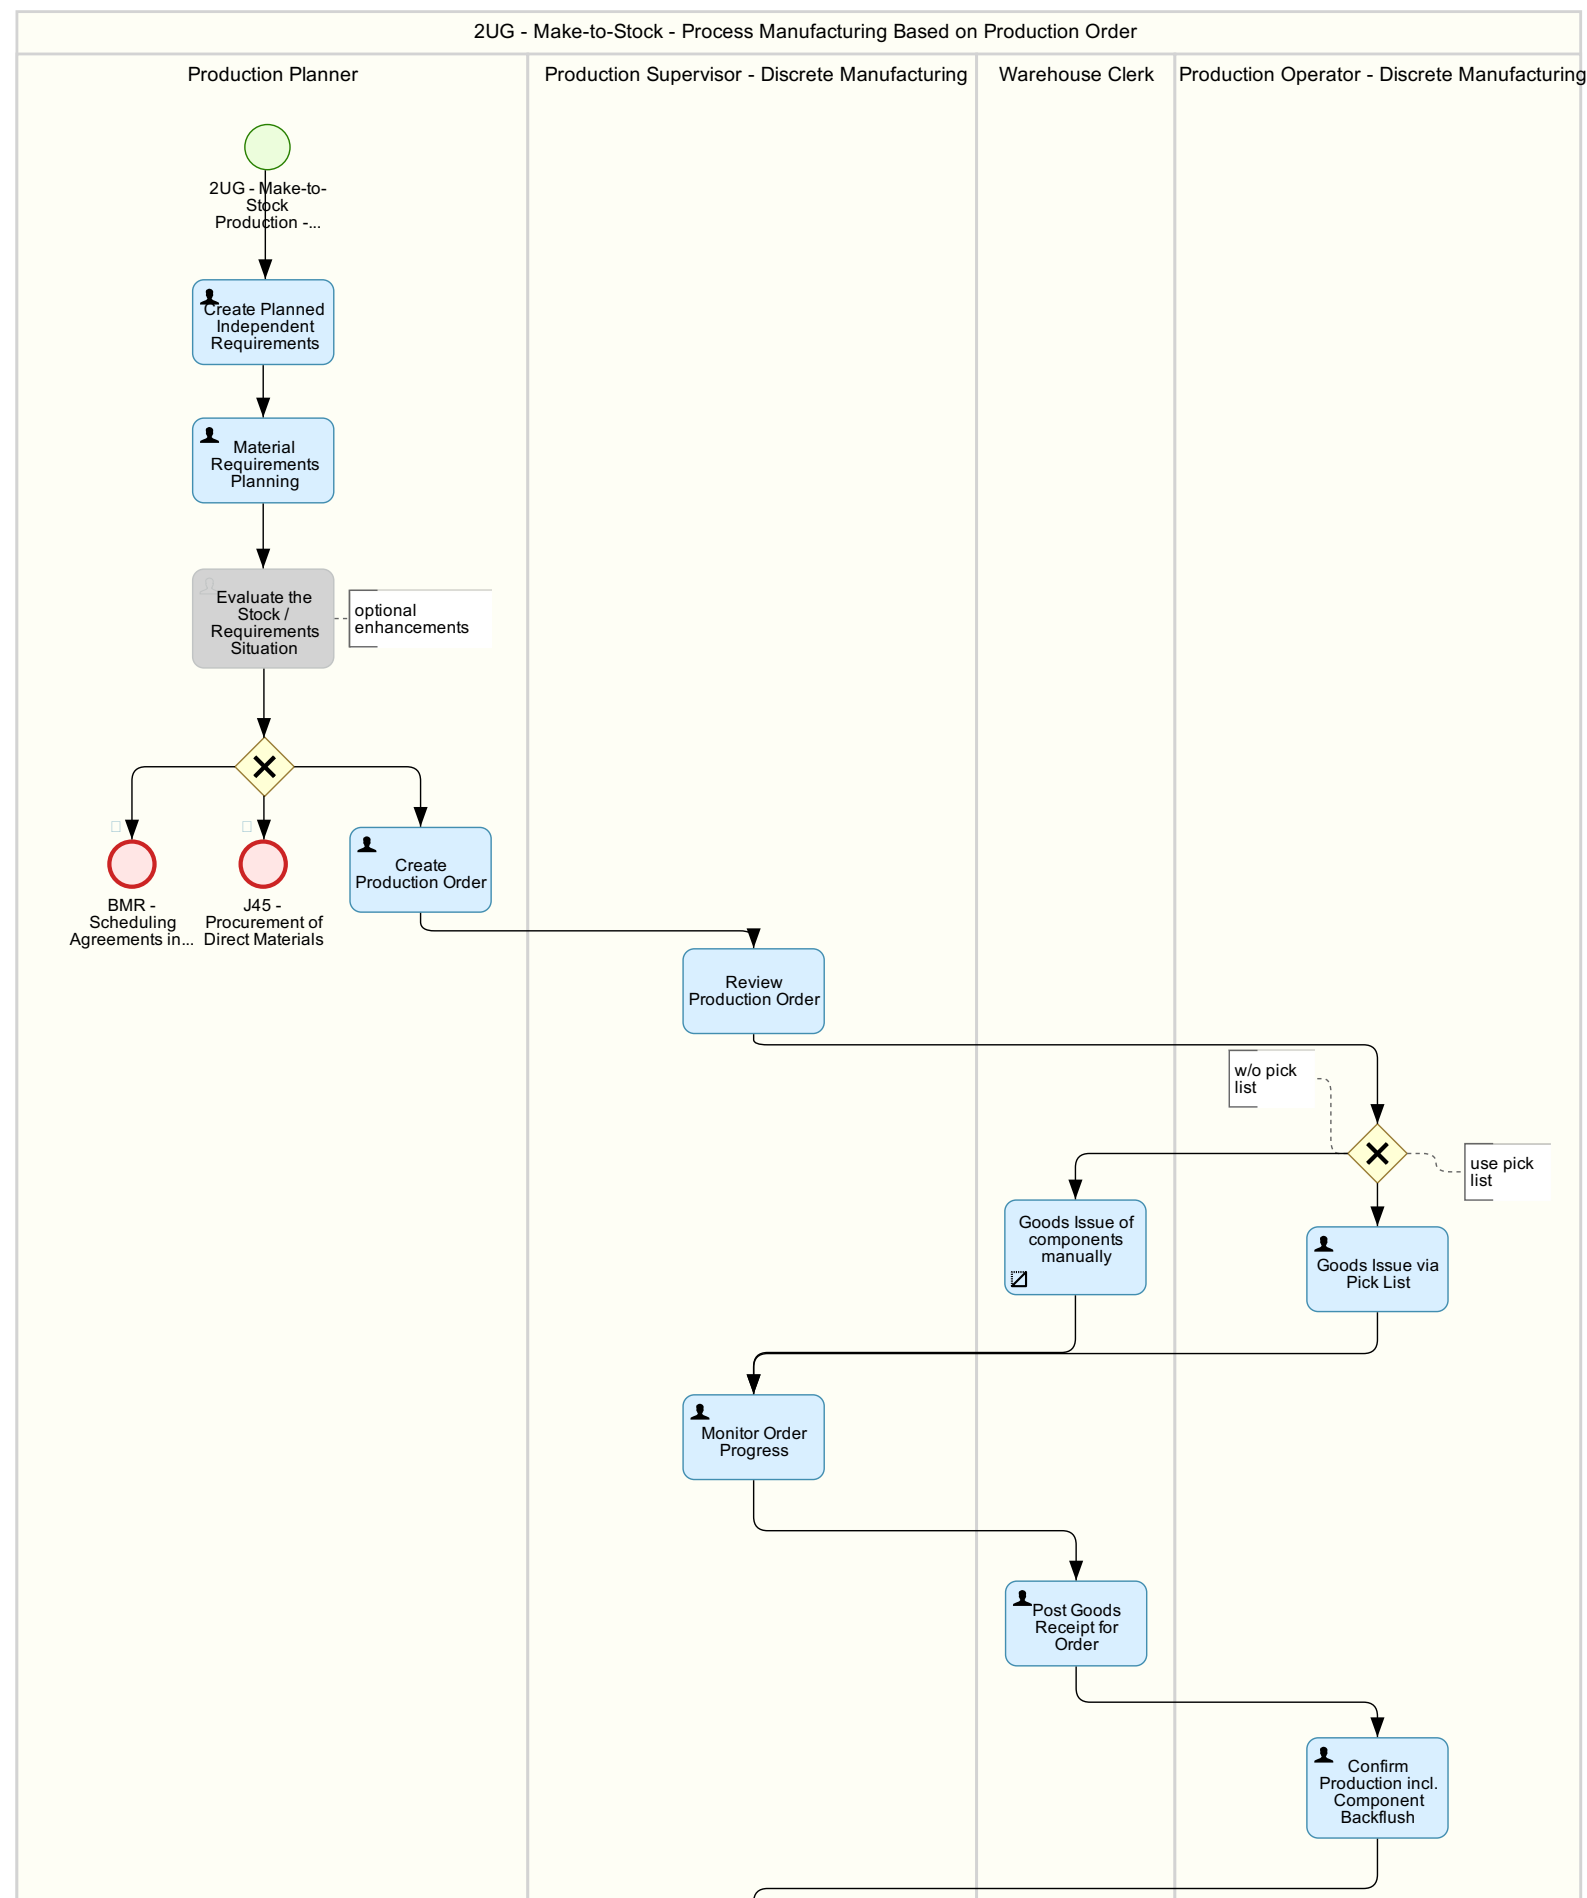 2UG - Make-to-Stock - Process Manufacturing Based on Production Order
Production Planner
Production Supervisor - Discrete Manufacturing
Warehouse Clerk
Production Operator - Discrete Manufacturing
2UG - Make-to-
Stock
Production -...
Create Planned
Independent
Requirements
Material
Requirements
Planning
Evaluate the
Stock /
Requirements
Situation
optional
enhancements
BMR -
Scheduling
Agreements in...
J45 -
Procurement of
Direct Materials
Create
Production Order
Review
Production Order
w/o pick
list
use pick
list
Goods Issue of
components
manually
Goods Issue via
Pick List
Monitor Order
Progress
Post Goods
Receipt for
Order
Confirm
Production incl.
Component
Backflush